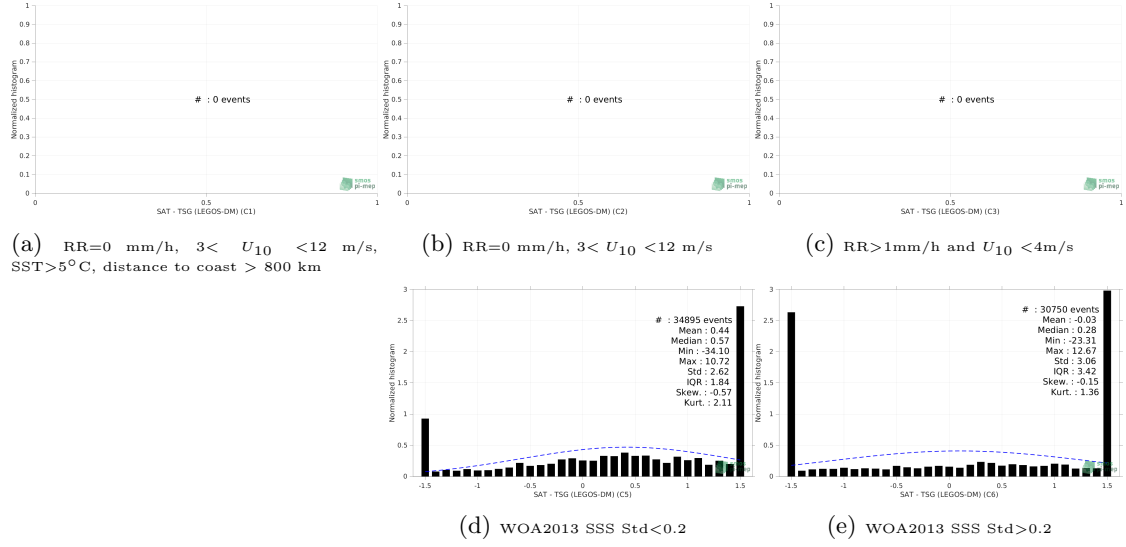 1
0.9
0.8
0.7
0.6
0.5
0.4
0.3
0.2
0.1
0
Normalized histogram
# : 0 events
smos
pi-mep
0 0.5 1
SAT - TSG (LEGOS-DM) (C1)
1
0.9
0.8
0.7
0.6
0.5
0.4
0.3
0.2
0.1
0
Normalized histogram
# : 0 events
smos
pi-mep
0 0.5 1
SAT - TSG (LEGOS-DM) (C2)
1
0.9
0.8
0.7
0.6
0.5
0.4
0.3
0.2
0.1
0
Normalized histogram
# : 0 events
smos
pi-mep
0 0.5 1
SAT - TSG (LEGOS-DM) (C3)
(a) RR=0 mm/h, 3< U10 <12 m/s,
SST>5°C, distance to coast > 800 km
(b) RR=0 mm/h, 3< U10 <12 m/s
(c) RR>1mm/h and U10 <4m/s
3
2.5
2
1.5
1
0.5
0
Normalized histogram
# : 34895 events
Mean : 0.44
Median : 0.57
Min : -34.10
Max : 10.72
Std : 2.62
IQR : 1.84
Skew. : -0.57
Kurt. : 2.11
pi-mep
-1.5 -1 -0.5 0 0.5 1 1.5
SAT - TSG (LEGOS-DM) (C5)
3
2.5
2
1.5
1
0.5
0
Normalized histogram
# : 30750 events
Mean : -0.03
Median : 0.28
Min : -23.31
Max : 12.67
Std : 3.06
IQR : 3.42
Skew. : -0.15
Kurt. : 1.36
pi-mep
-1.5 -1 -0.5 0 0.5 1 1.5
SAT - TSG (LEGOS-DM) (C6)
(d) WOA2013 SSS Std<0.2
(e) WOA2013 SSS Std>0.2